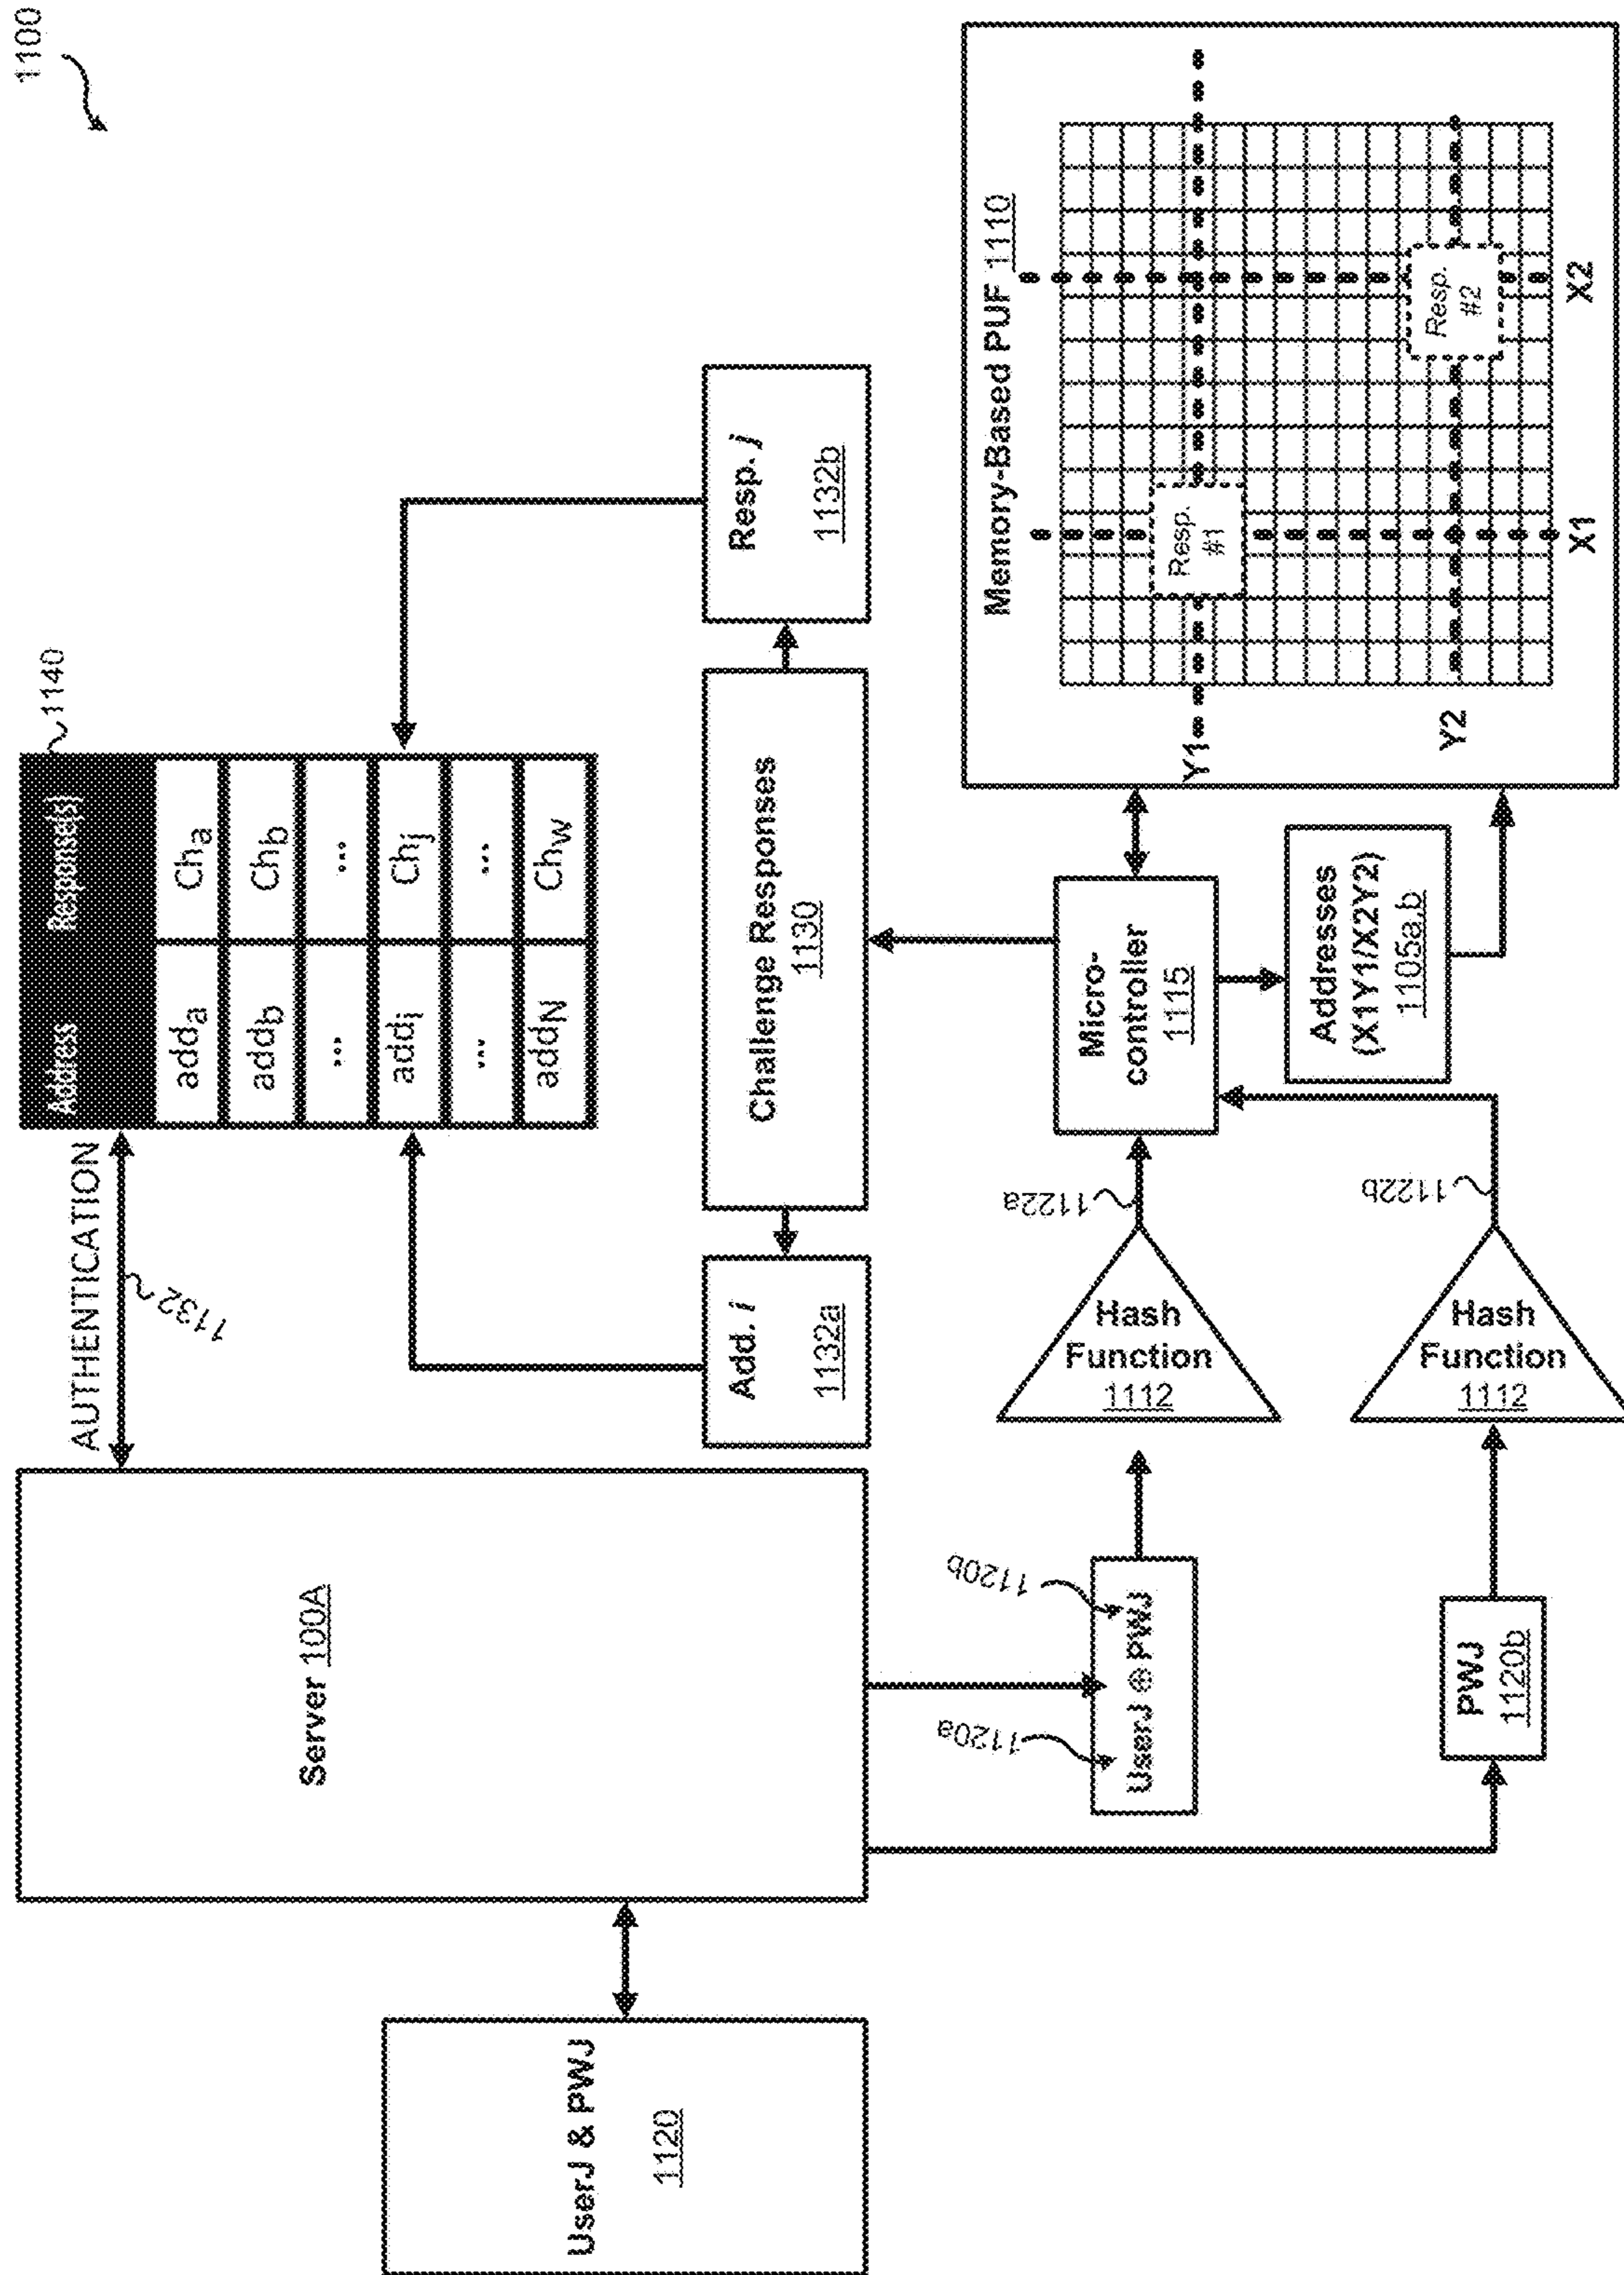 1100
UserJ & PWJ
1120
Server 100A
AUTHENTICATION
1132
1140
Address
Response(s)
add_a
Ch_a
add_b
Ch_b
...
...
add_i
Ch_j
...
...
add_N
Ch_w
Add. i
1132a
Challenge Responses
1130
Resp. j
1132b
1120a
1120b
UserJ ⊕ PWJ
PWJ
1120b
Hash
Function
1112
1122a
Hash
Function
1112
1122b
Micro-
controller
1115
Addresses
(X1Y1/X2Y2)
1105a,b
Memory-Based PUF 1110
Y1
Resp.
#1
Y2
Resp.
#2
X1
X2